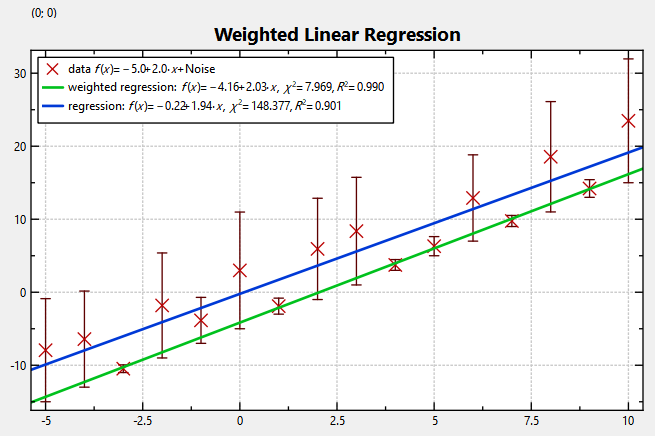 (0; 0)
Weighted Linear Regression
data f(x)= −5.0+2.0·x+Noise
weighted regression: f(x)= −4.16+2.03·x, χ²= 7.969, R²= 0.990
regression: f(x)= −0.22+1.94·x, χ²= 148.377, R²= 0.901
30
20
10
0
-10
-5 -2.5 0 2.5 5 7.5 10